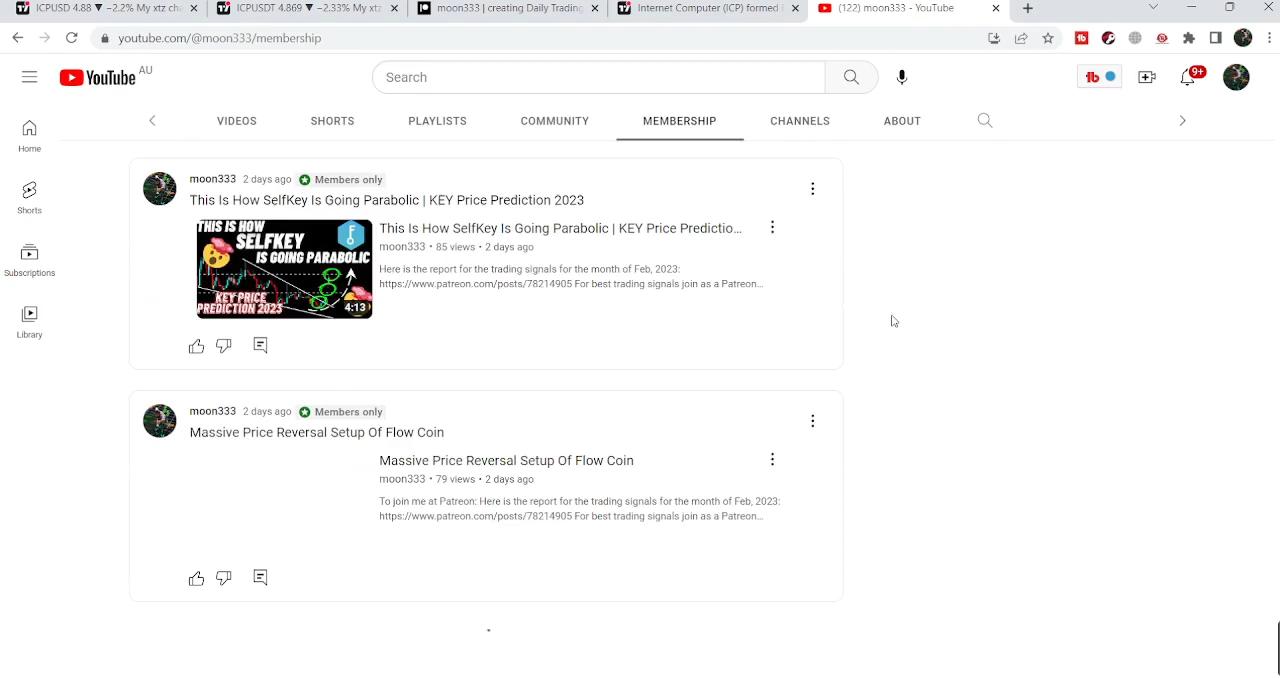 ICPUSD 4.88 ▼ −2.2% My xtz cha
ICPUSDT 4.869 ▼ −2.33% My xtz
moon333 | creating Daily Trading
Internet Computer (ICP) formed i
(122) moon333 - YouTube
youtube.com/@moon333/membership
YouTube AU
Search
tb
9+
VIDEOS
SHORTS
PLAYLISTS
COMMUNITY
MEMBERSHIP
CHANNELS
ABOUT
Home
Shorts
Subscriptions
Library
moon333 2 days ago Members only
This Is How SelfKey Is Going Parabolic | KEY Price Prediction 2023
THIS IS HOW
SELFKEY
IS GOING PARABOLIC
KEY PRICE
PREDICTION 2023
4:13
This Is How SelfKey Is Going Parabolic | KEY Price Predictio...
moon333 • 85 views • 2 days ago
Here is the report for the trading signals for the month of Feb, 2023:
https://www.patreon.com/posts/78214905 For best trading signals join as a Patreon...
moon333 2 days ago Members only
Massive Price Reversal Setup Of Flow Coin
Massive Price Reversal Setup Of Flow Coin
moon333 • 79 views • 2 days ago
To join me at Patreon: Here is the report for the trading signals for the month of Feb, 2023:
https://www.patreon.com/posts/78214905 For best trading signals join as a Patreon...